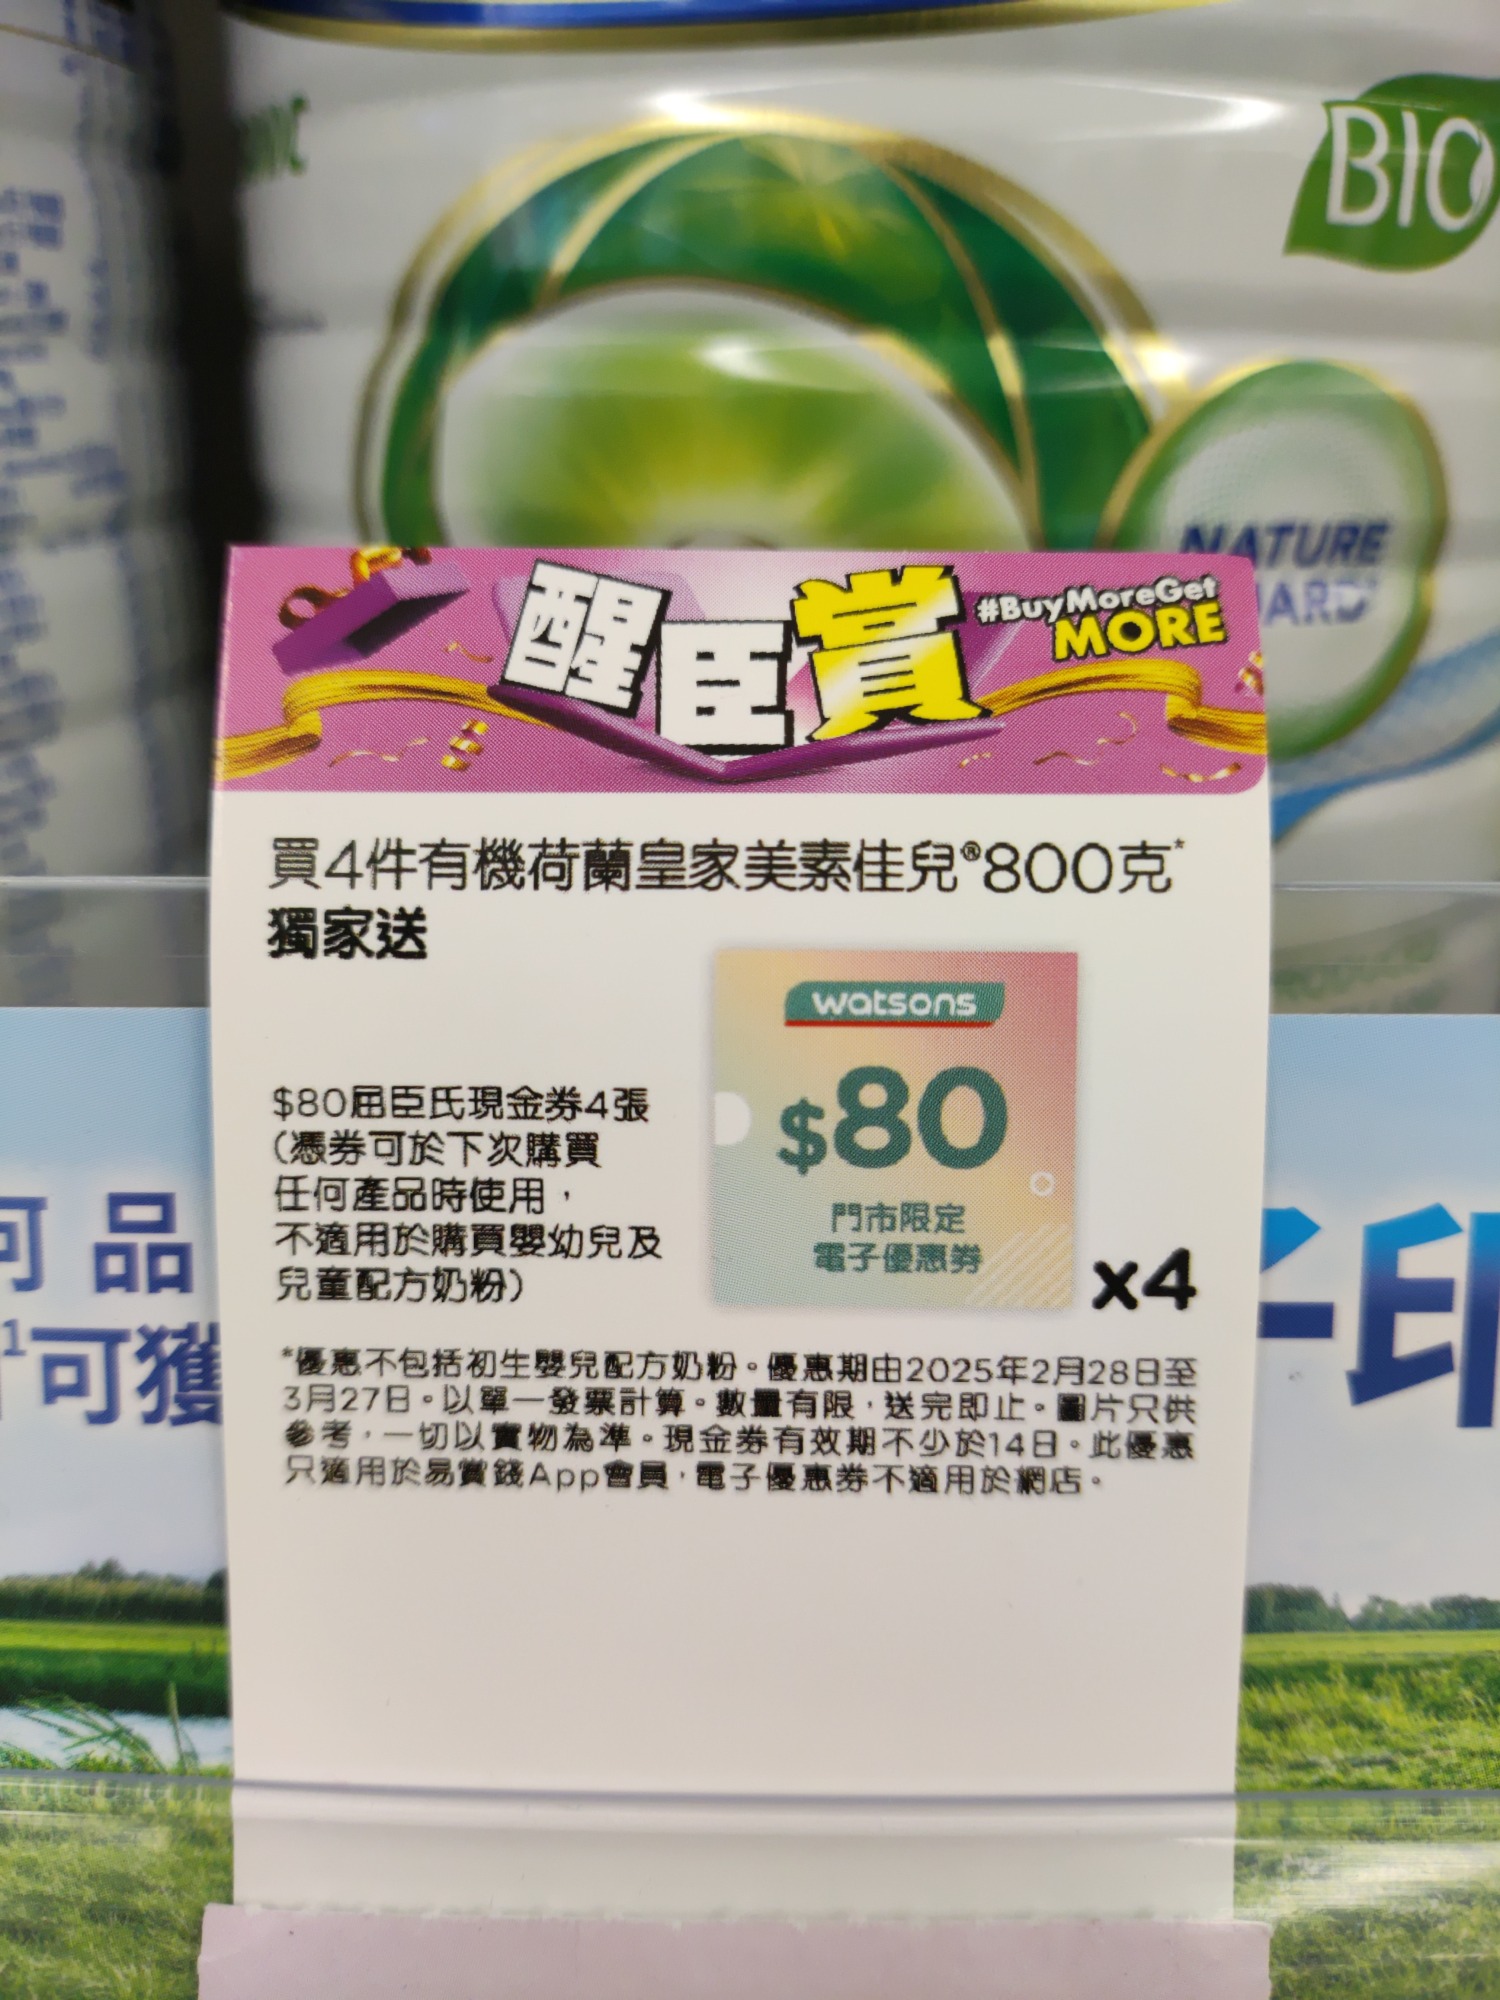 BIO
NATURE
醒臣賞
#BuyMoreGet
MORE
買4件有機荷蘭皇家美素佳兒®800克*
獨家送
watsons
$80
門市限定
電子優惠券
x4
$80屈臣氏現金券4張
(憑券可於下次購買
任何產品時使用，
不適用於購買嬰幼兒及
兒童配方奶粉)
*優惠不包括初生嬰兒配方奶粉。優惠期由2025年2月28日至
3月27日。以單一發票計算。數量有限，送完即止。圖片只供
參考，一切以實物為準。現金券有效期不少於14日。此優惠
只適用於易賞錢App會員，電子優惠券不適用於網店。
品
可獲
印